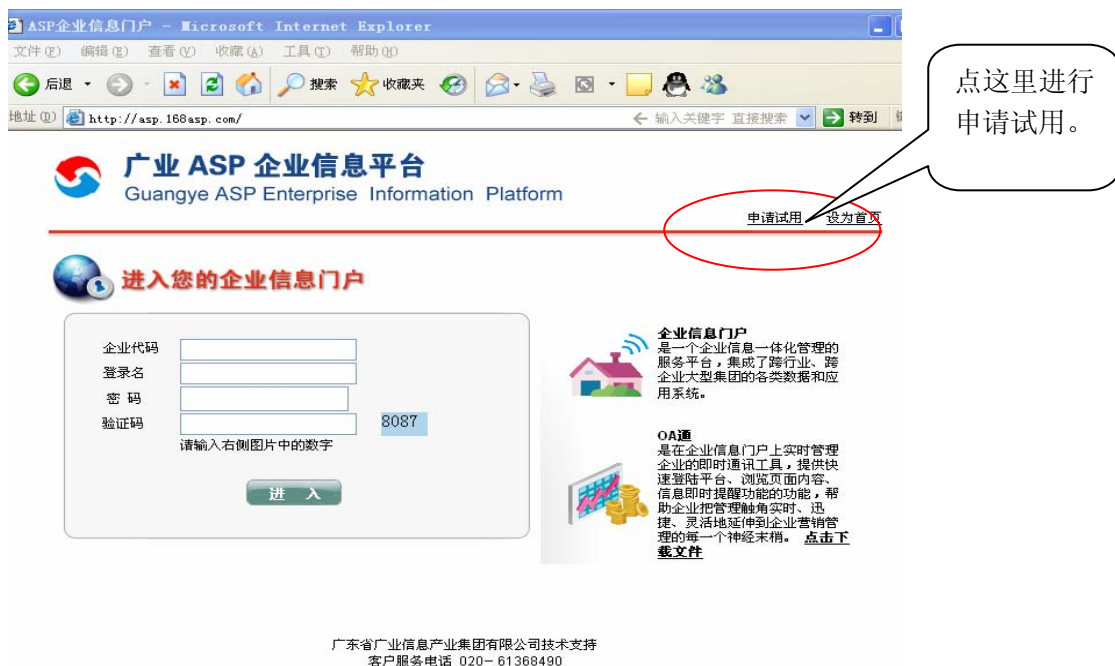 ASP企业信息门户 - Microsoft Internet Explorer
文件(F) 编辑(E) 查看(V) 收藏(A) 工具(T) 帮助(H)
后退 搜索 收藏夹
地址(D) http://asp.168asp.com/ 输入关键字 直接搜索 转到
点这里进行
申请试用。
广业 ASP 企业信息平台
Guangye ASP Enterprise Information Platform
申请试用 设为首页
进入您的企业信息门户
企业代码
登录名
密 码
验证码 8087
请输入右侧图片中的数字
进 入
企业信息门户
是一个企业信息一体化管理的
服务平台，集成了跨行业、跨
企业大型集团的各类数据和应
用系统。
OA通
是在企业信息门户上实时管理
企业的即时通讯工具，提供快
速登陆平台、浏览页面内容、
信息即时提醒功能的功能，帮
助企业把管理触角实时、迅
捷、灵活地延伸到企业营销管
理的每一个神经末梢。 点击下
载文件
广东省广业信息产业集团有限公司技术支持
客户服务电话 020-61368490